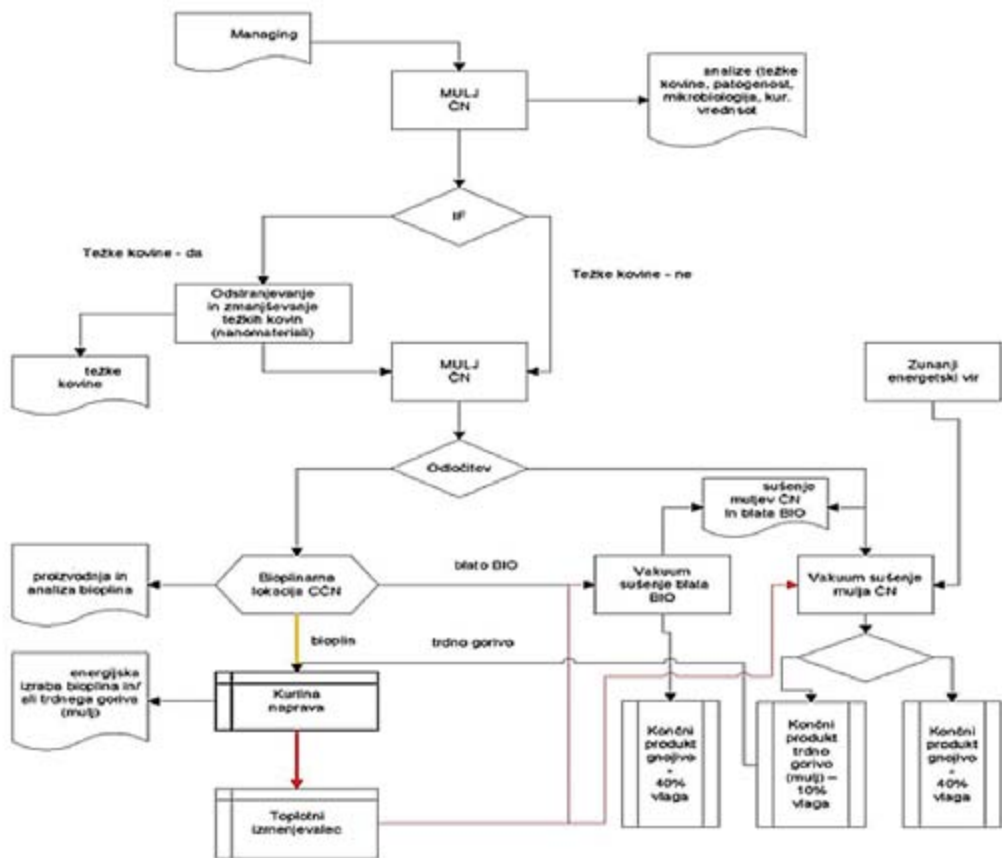 Managing
MULJ
ČN
analize (težke
kovine, patogenost,
mikrobiologija, kur.
vrednsot
IF
Težke kovine - da
Težke kovine - ne
Odstranjevanje
in zmanjševanje
težkih kovin
(nanomateriali)
težke
kovine
MULJ
ČN
Zunanji
energetski vir
Odločitev
sušenje
muljev ČN
in blata BIO
proizvodnja in
analiza bioplina
Bioplinarna
lokacija CČN
blato BIO
Vakuum
sušenje blata
BIO
Vakuum sušenje
mulja ČN
bioplin
trdno gorivo
energijska
izraba bioplina in/
ali trdnega goriva
(mulj)
Kurilna
naprava
Končni
produkt
gnojivo
-
40%
vlaga
Končni
produkt
trdno
gorivo
(mulj) –
10%
vlaga
Končni
produkt
gnojivo
-
40%
vlaga
Toplotni
izmenjevalec